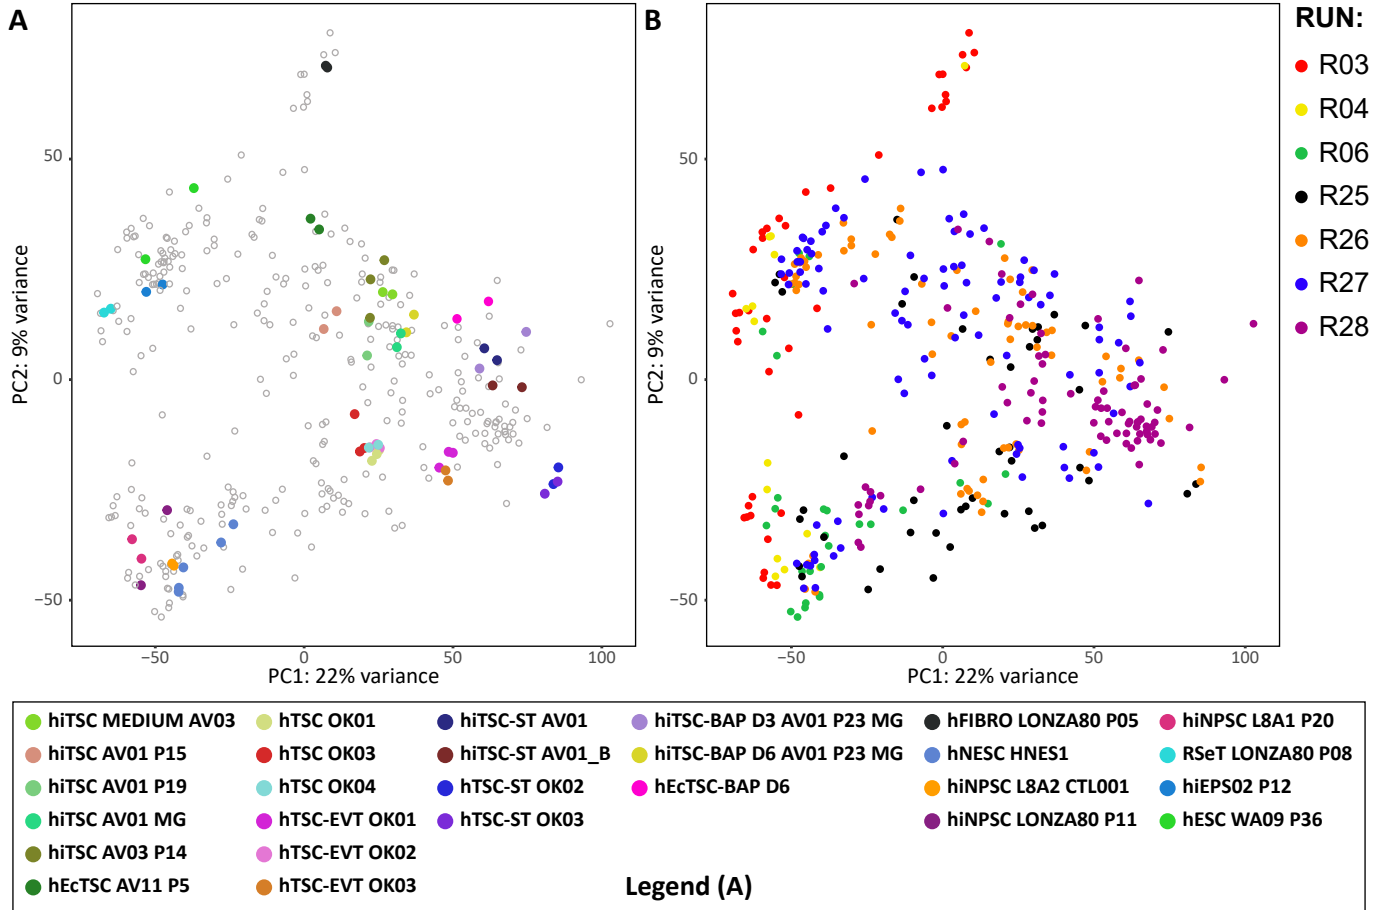 A
B
RUN:
R03
R04
R06
R25
R26
R27
R28
PC2: 9% variance
50
0
−50
−50
0
50
100
PC1: 22% variance
PC2: 9% variance
50
0
−50
−50
0
50
100
PC1: 22% variance
hiTSC MEDIUM AV03
hiTSC AV01 P15
hiTSC AV01 P19
hiTSC AV01 MG
hiTSC AV03 P14
hEcTSC AV11 P5
hTSC OK01
hTSC OK03
hTSC OK04
hTSC-EVT OK01
hTSC-EVT OK02
hTSC-EVT OK03
hiTSC-ST AV01
hiTSC-ST AV01_B
hTSC-ST OK02
hTSC-ST OK03
hiTSC-BAP D3 AV01 P23 MG
hiTSC-BAP D6 AV01 P23 MG
hEcTSC-BAP D6
hFIBRO LONZA80 P05
hNESC HNES1
hiNPSC L8A2 CTL001
hiNPSC LONZA80 P11
hiNPSC L8A1 P20
RSeT LONZA80 P08
hiEPS02 P12
hESC WA09 P36
Legend (A)